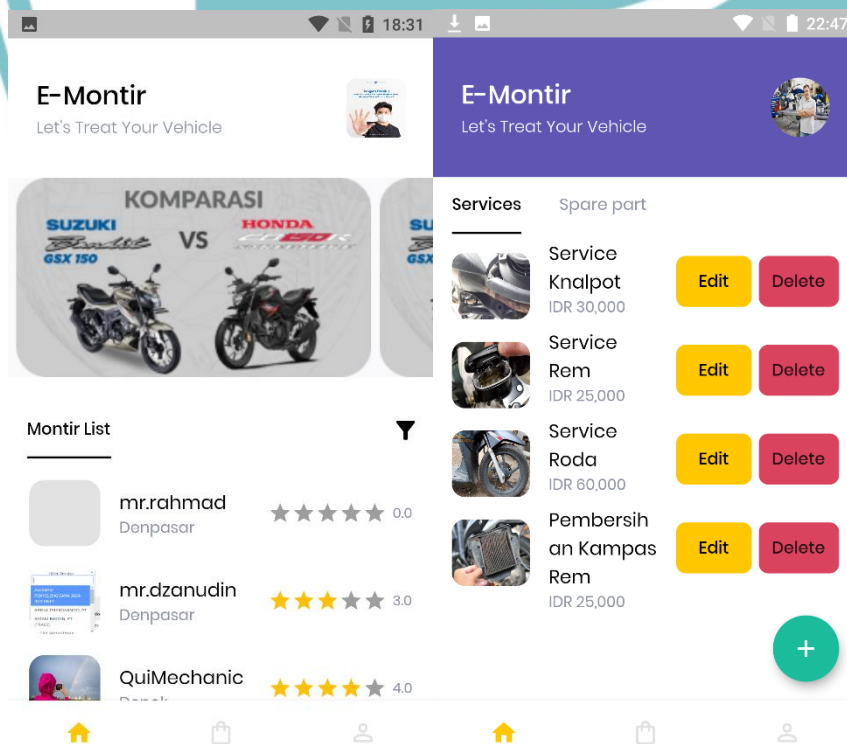 18:31
E-Montir
Let's Treat Your Vehicle
KOMPARASI
SUZUKI
Bandit
GSX 150
VS
HONDA
SU
GSX
Montir List
mr.rahmad
Denpasar
0.0
mr.dzanudin
Denpasar
3.0
QuiMechanic
4.0
22:47
E-Montir
Let's Treat Your Vehicle
Services Spare part
Service
Knalpot
IDR 30,000
Edit Delete
Service
Rem
IDR 25,000
Edit Delete
Service
Roda
IDR 60,000
Edit Delete
Pembersih
an Kampas
Rem
IDR 25,000
Edit Delete
+